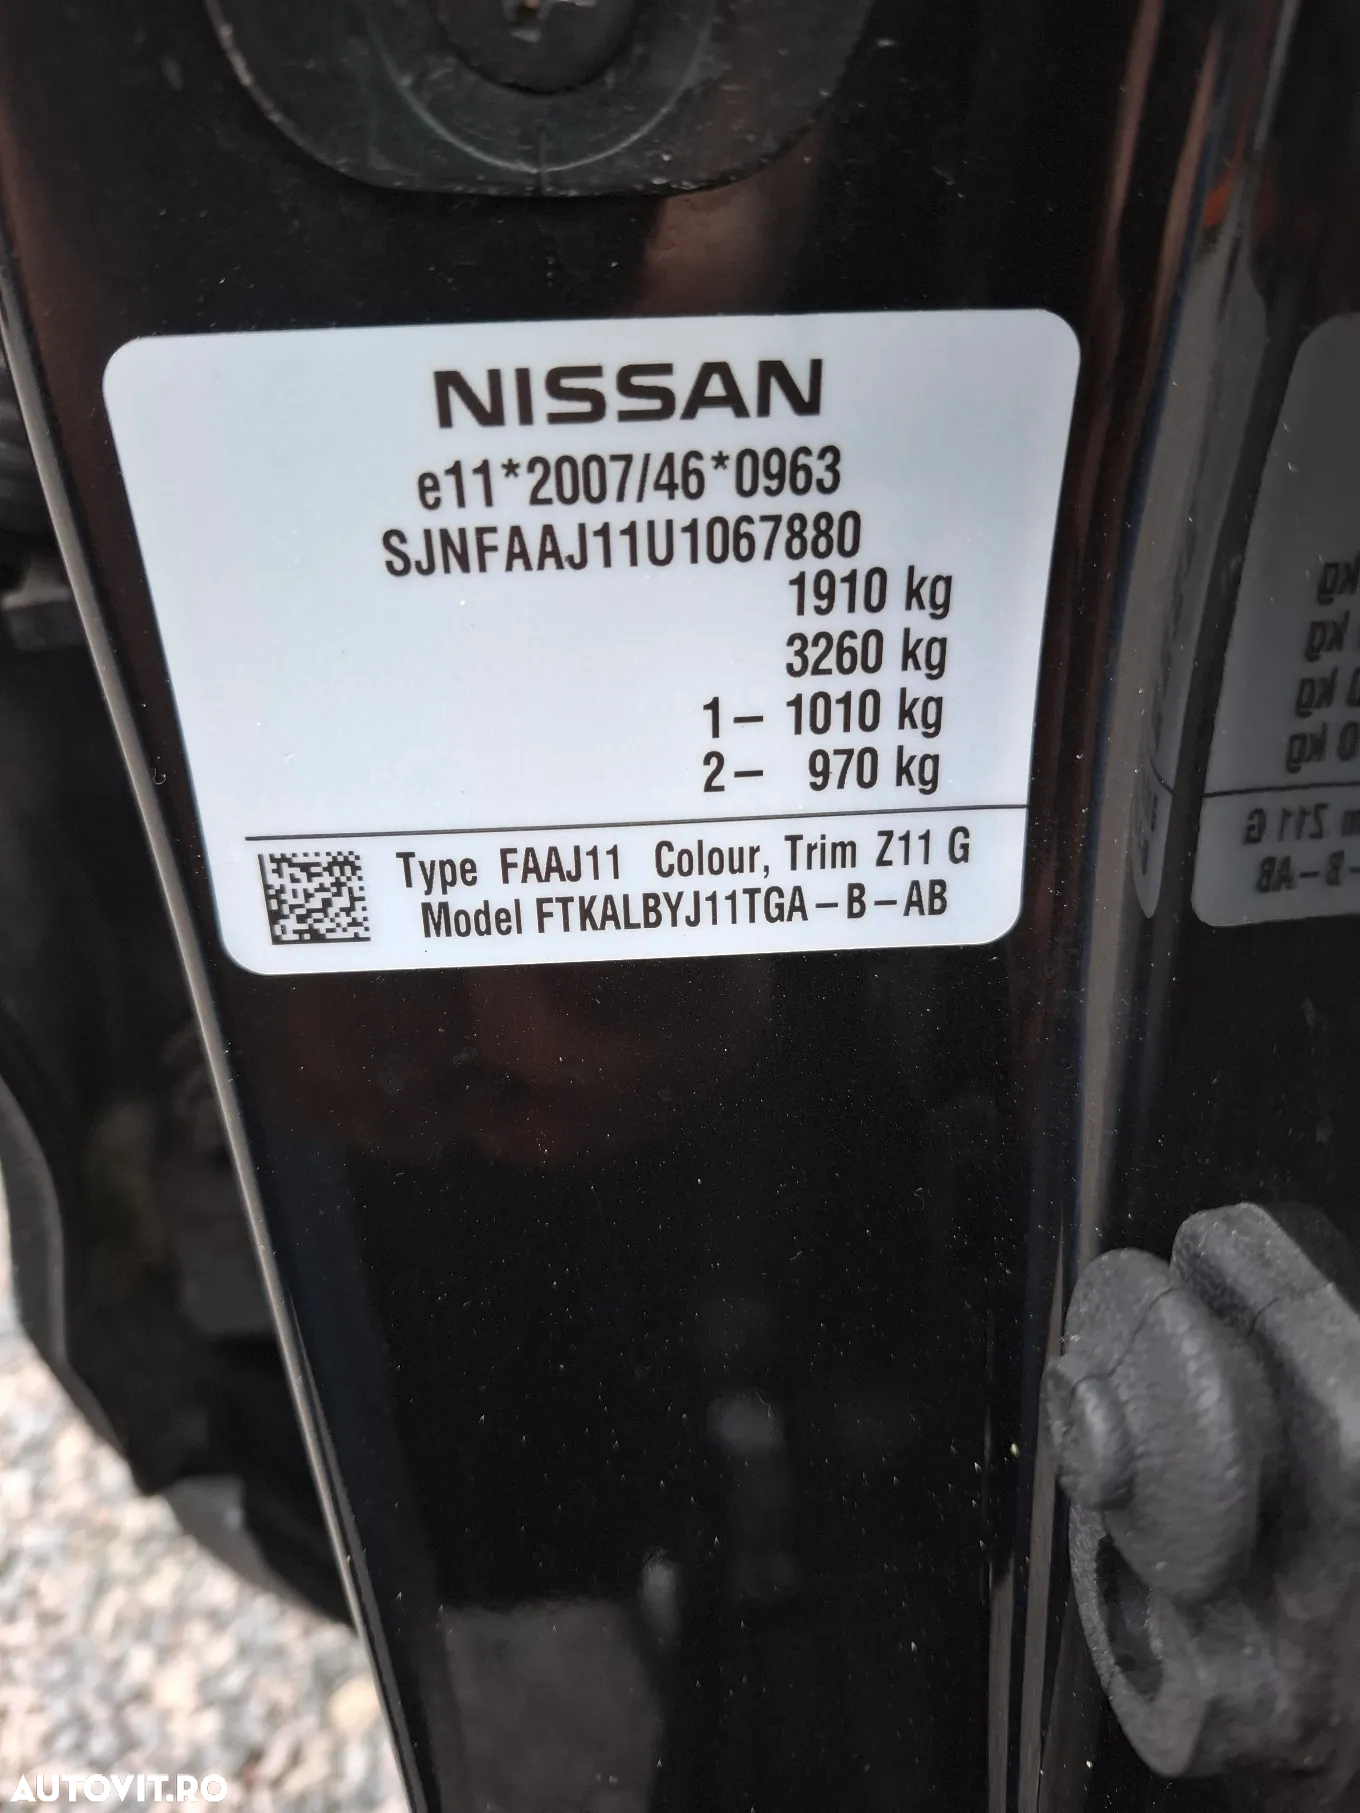 NISSAN
e11*2007/46*0963
SJNFAAJ11U1067880
1910 kg
3260 kg
1- 1010 kg
2- 970 kg
Type FAAJ11 Colour, Trim Z11 G
Model FTKALBYJ11TGA-B-AB
AUTOVIT.RO